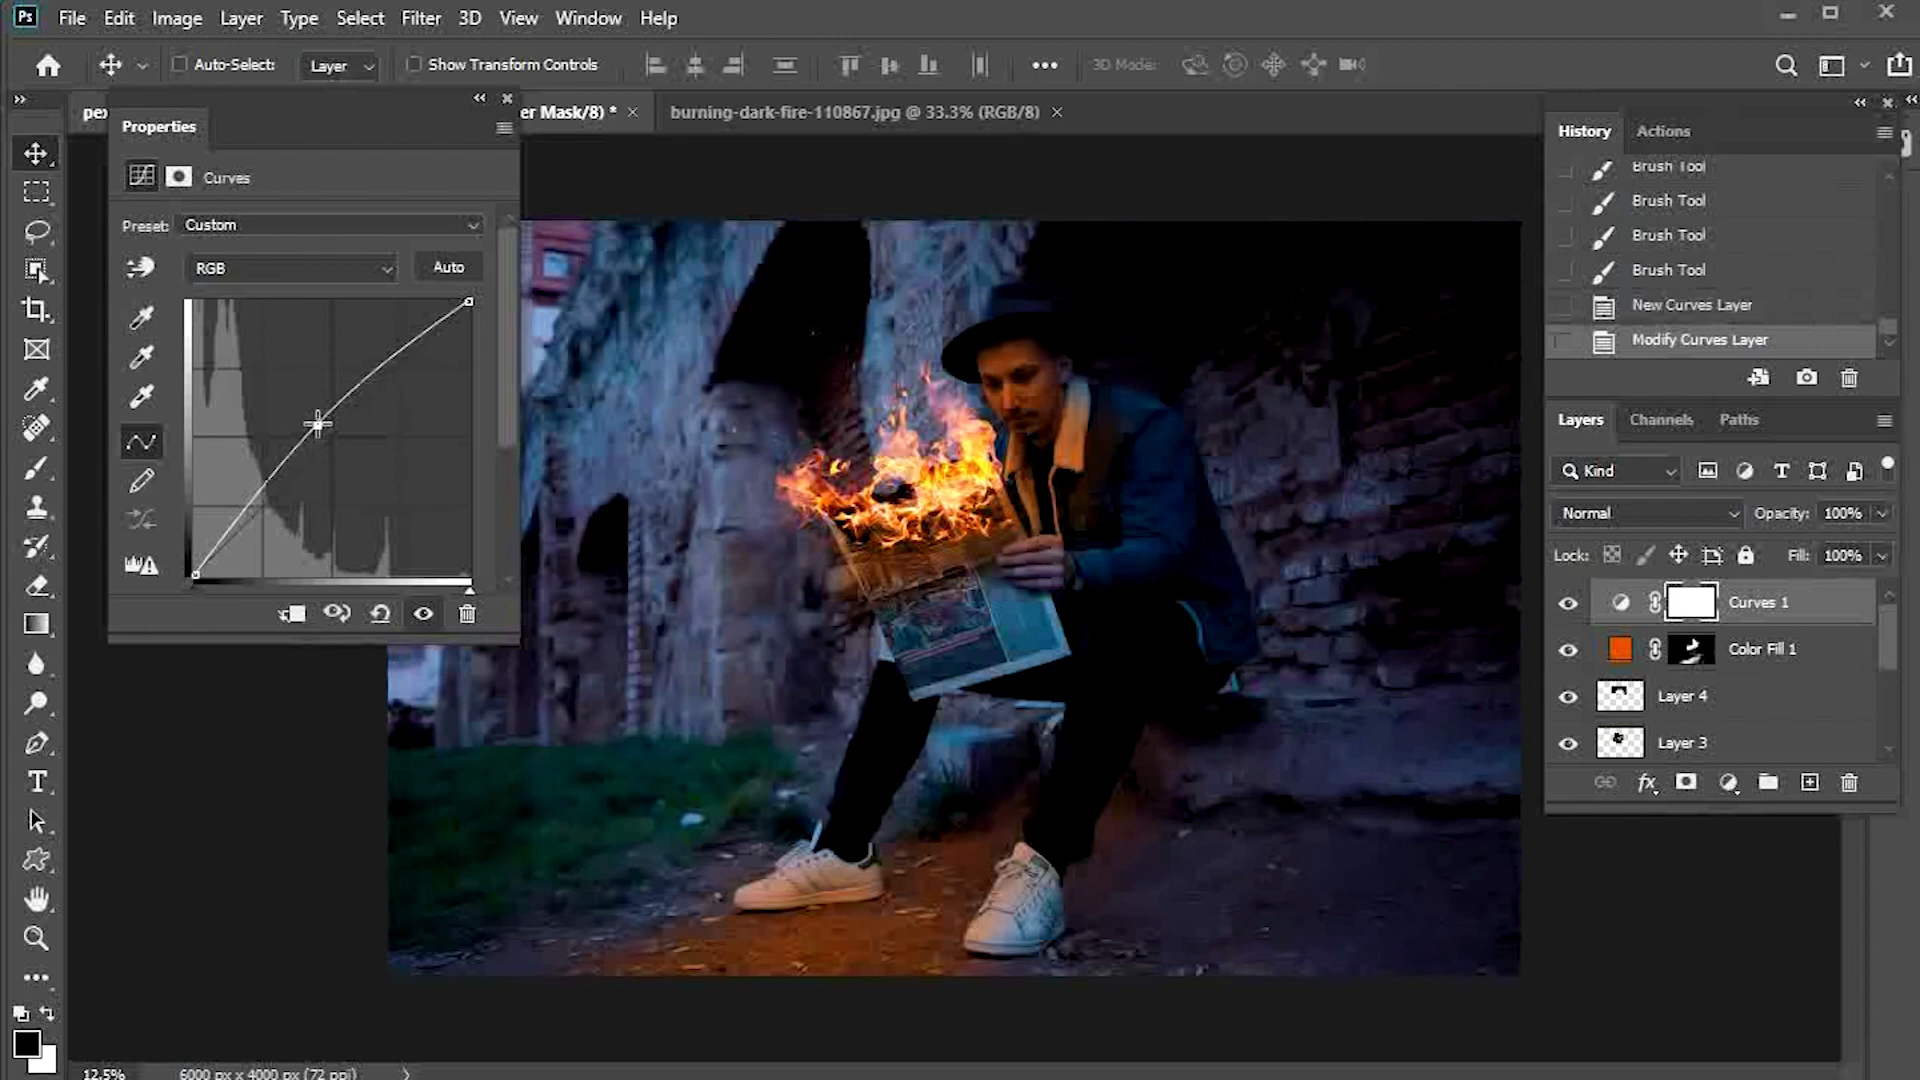 Ps File Edit Image Layer Type Select Filter 3D View Window Help
Auto-Select: Layer Show Transform Controls 3D Mode:
pex er Mask/8) * × burning-dark-fire-110867.jpg @ 33.3% (RGB/8) ×
Properties
Curves
Preset: Custom
RGB Auto
History Actions
Brush Tool
Brush Tool
Brush Tool
Brush Tool
New Curves Layer
Modify Curves Layer
Layers Channels Paths
Kind
Normal Opacity: 100%
Lock: Fill: 100%
Curves 1
Color Fill 1
Layer 4
Layer 3
fx
12.5% 6000 px x 4000 px (72 ppi)